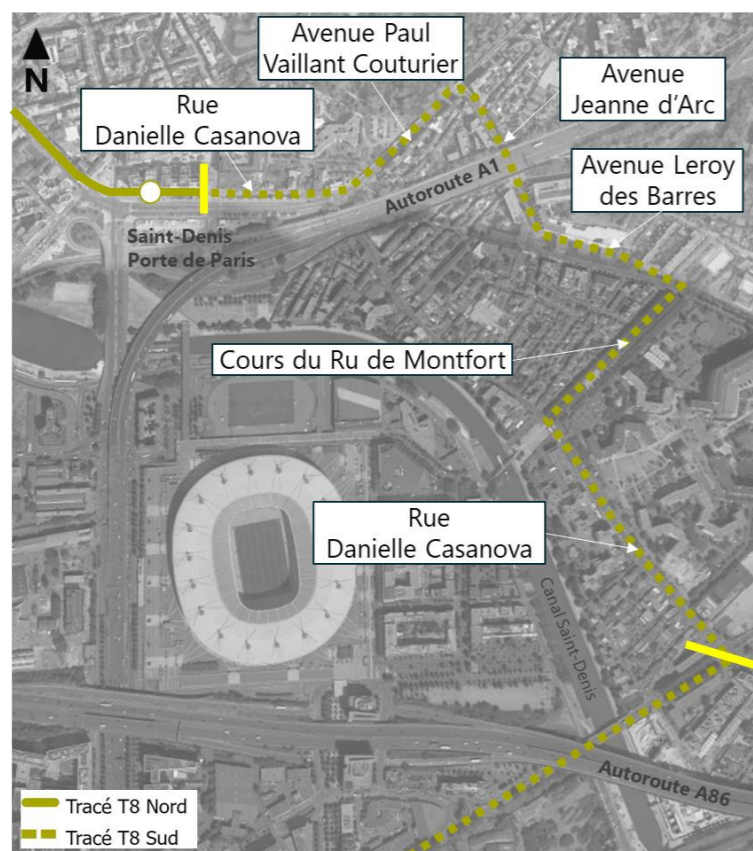 N
Avenue Paul
Vaillant Couturier
Avenue
Jeanne d'Arc
Rue
Danielle Casanova
Avenue Leroy
des Barres
Autoroute A1
Saint-Denis
Porte de Paris
Cours du Ru de Montfort
Rue
Danielle Casanova
Canal Saint-Denis
Autoroute A86
Tracé T8 Nord
Tracé T8 Sud